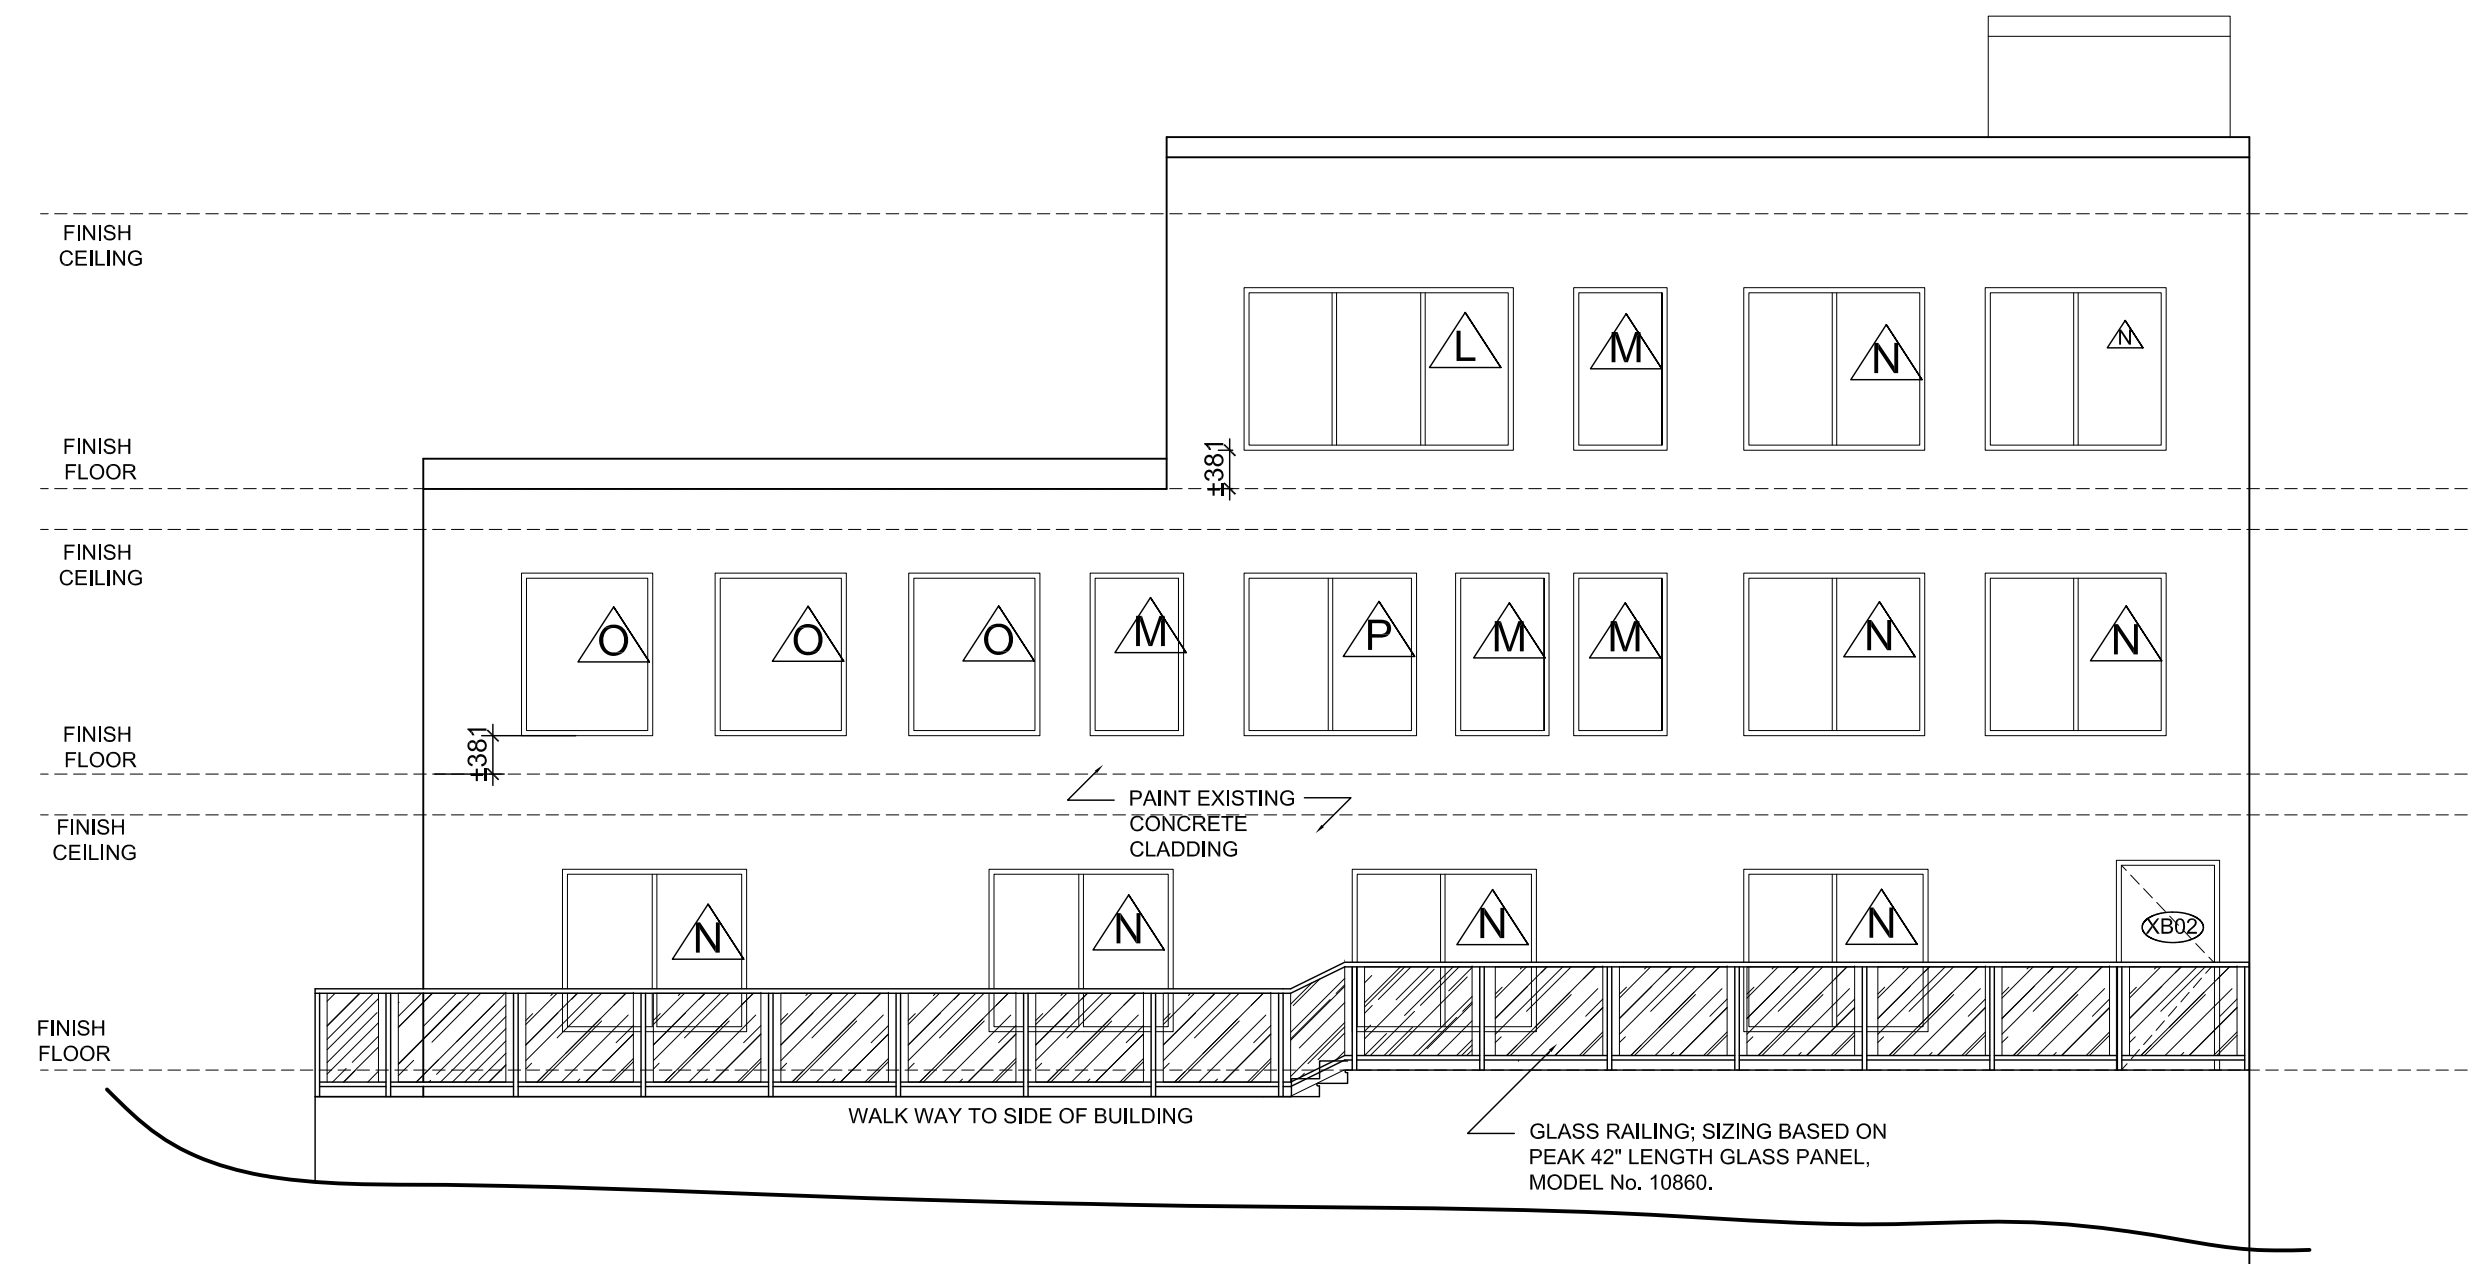 FINISH
CEILING
L
M
N
N
FINISH
FLOOR
±381
FINISH
CEILING
O
O
O
M
P
M
M
N
N
FINISH
FLOOR
±381
PAINT EXISTING
CONCRETE
CLADDING
FINISH
CEILING
N
N
N
N
XB02
FINISH
FLOOR
WALK WAY TO SIDE OF BUILDING
GLASS RAILING; SIZING BASED ON
PEAK 42" LENGTH GLASS PANEL,
MODEL No. 10860.